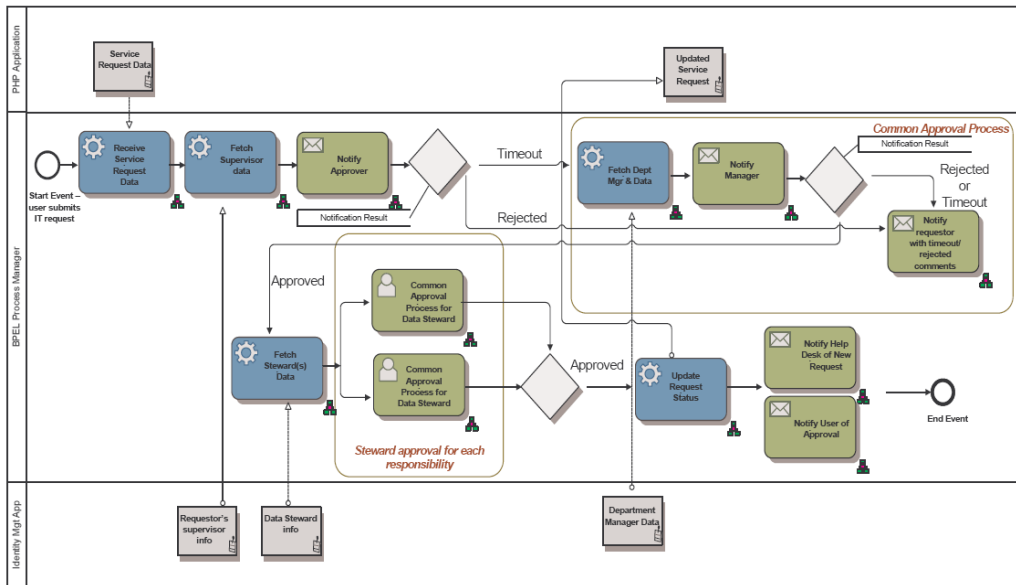 PHP Application
Service
Request Data
Updated
Service
Request
BPEL Process Manager
Common Approval Process
Notification Result
Receive
Service
Request
Data
Fetch
Supervisor
data
Notify
Approver
Timeout
Fetch Dept
Mgr & Data
Notify
Manager
Rejected
or
Timeout
Start Event –
user submits
IT request
Notification Result
Rejected
Notify
requestor
with timeout/
rejected
comments
Approved
Common
Approval
Process for
Data Steward
Fetch
Steward(s)
Data
Common
Approval
Process for
Data Steward
Approved
Update
Request
Status
Notify Help
Desk of New
Request
Notify User of
Approval
End Event
Steward approval for each
responsibility
Identity Mgt App
Requestor's
supervisor
info
Data Steward
info
Department
Manager Data